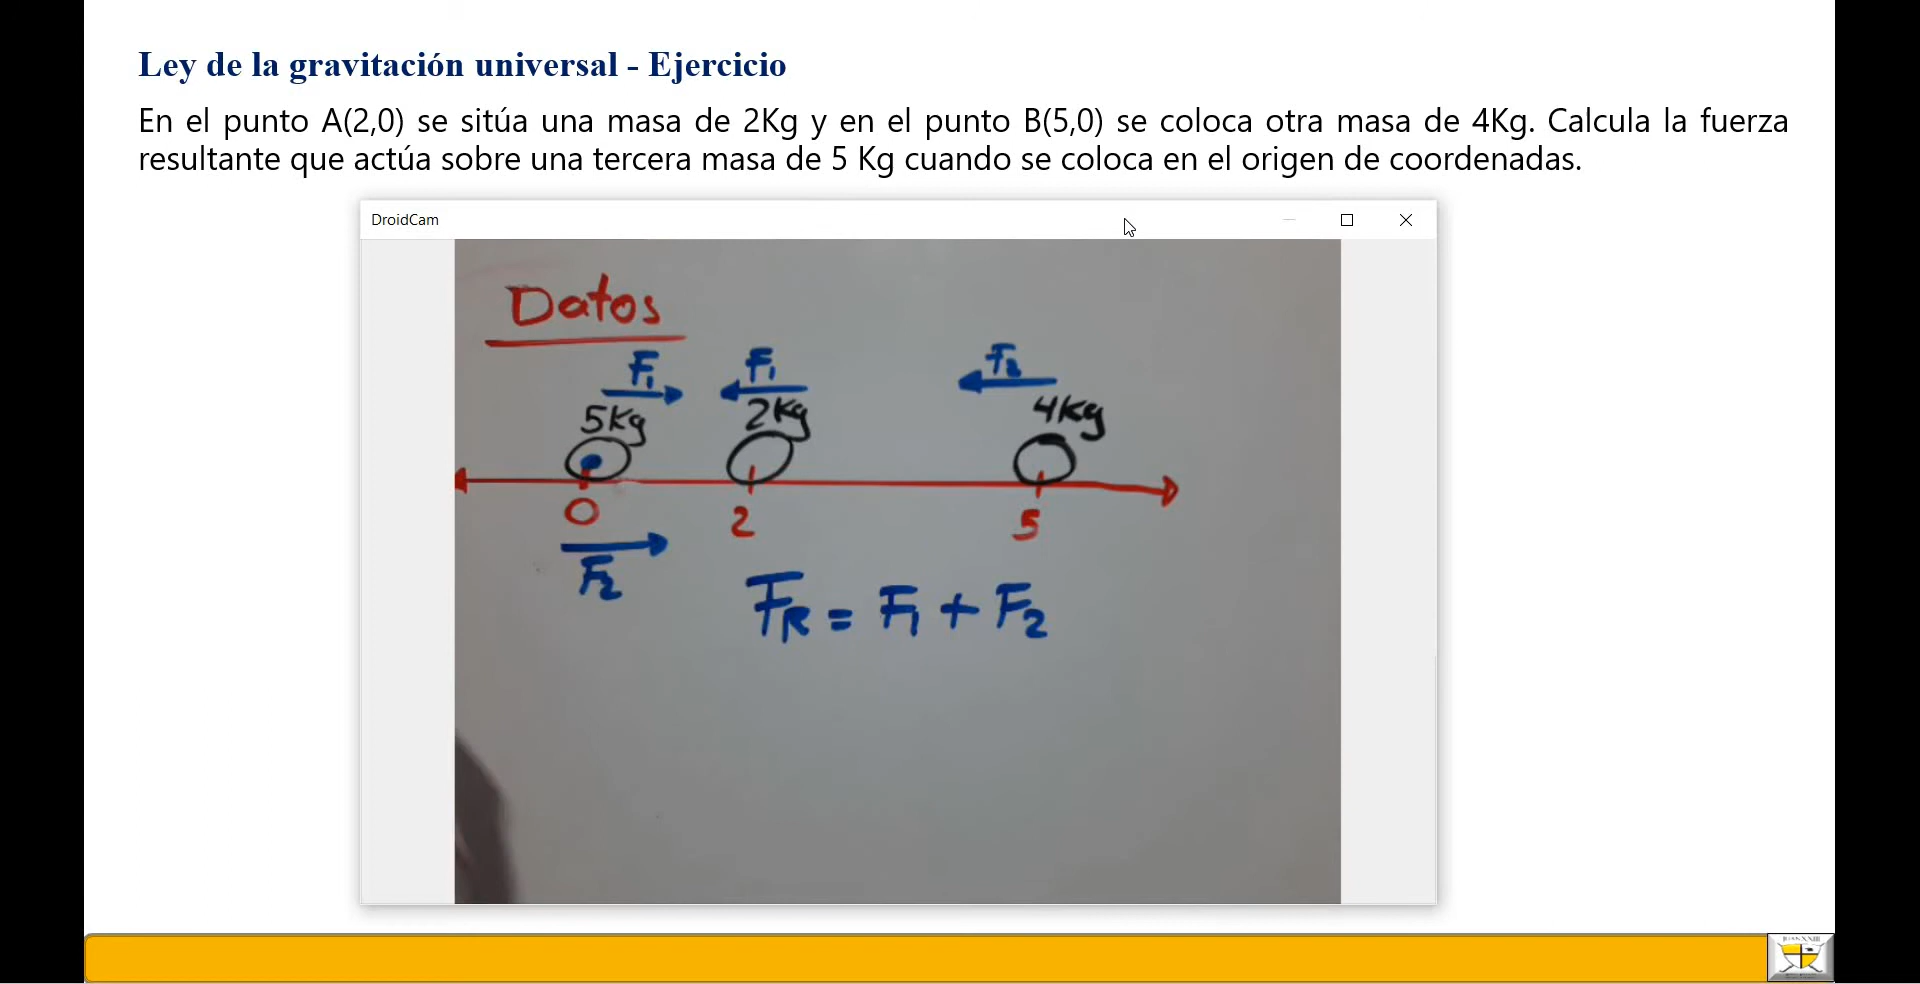 Ley de la gravitación universal - Ejercicio
En el punto A(2,0) se sitúa una masa de 2Kg y en el punto B(5,0) se coloca otra masa de 4Kg. Calcula la fuerza
resultante que actúa sobre una tercera masa de 5 Kg cuando se coloca en el origen de coordenadas.
DroidCam
Datos
F₁ F₁ F₂
5Kg 2Kg 4Kg
0 2 5
F₂
F_R = F₁ + F₂